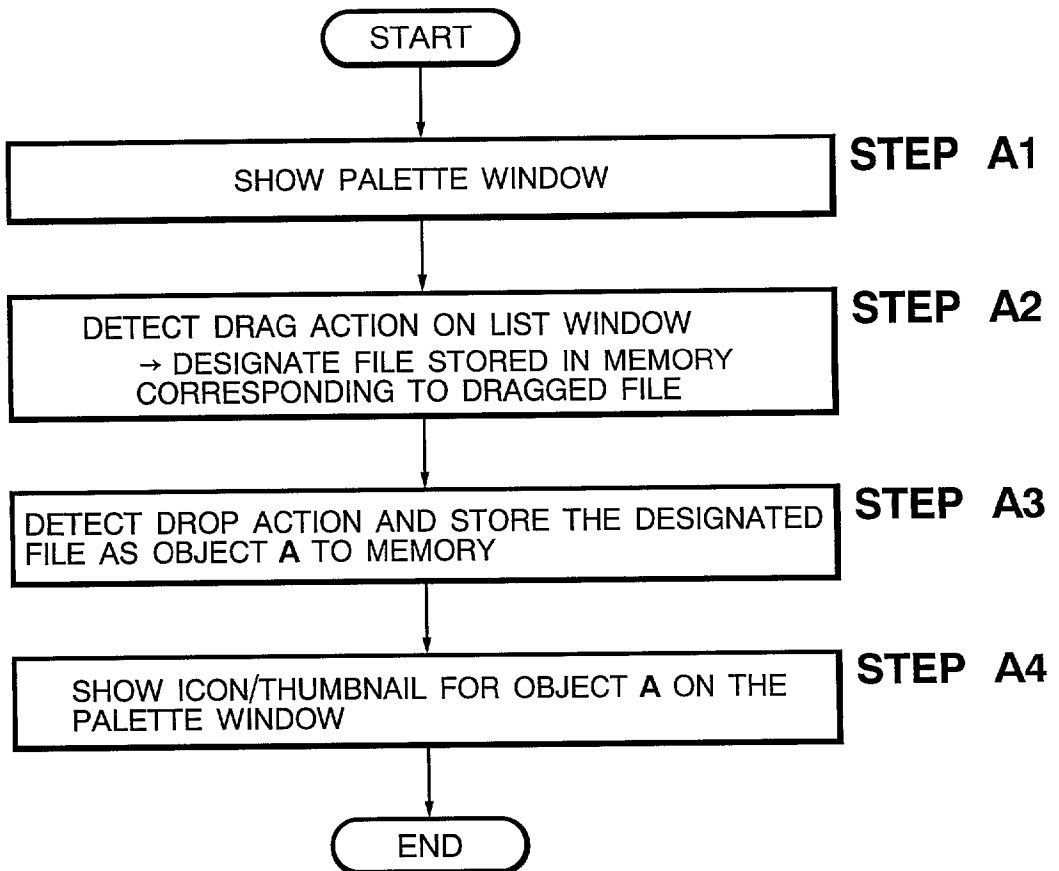 START
SHOW PALETTE WINDOW
STEP A1
DETECT DRAG ACTION ON LIST WINDOW
→ DESIGNATE FILE STORED IN MEMORY
CORRESPONDING TO DRAGGED FILE
STEP A2
DETECT DROP ACTION AND STORE THE DESIGNATED
FILE AS OBJECT A TO MEMORY
STEP A3
SHOW ICON/THUMBNAIL FOR OBJECT A ON THE
PALETTE WINDOW
STEP A4
END